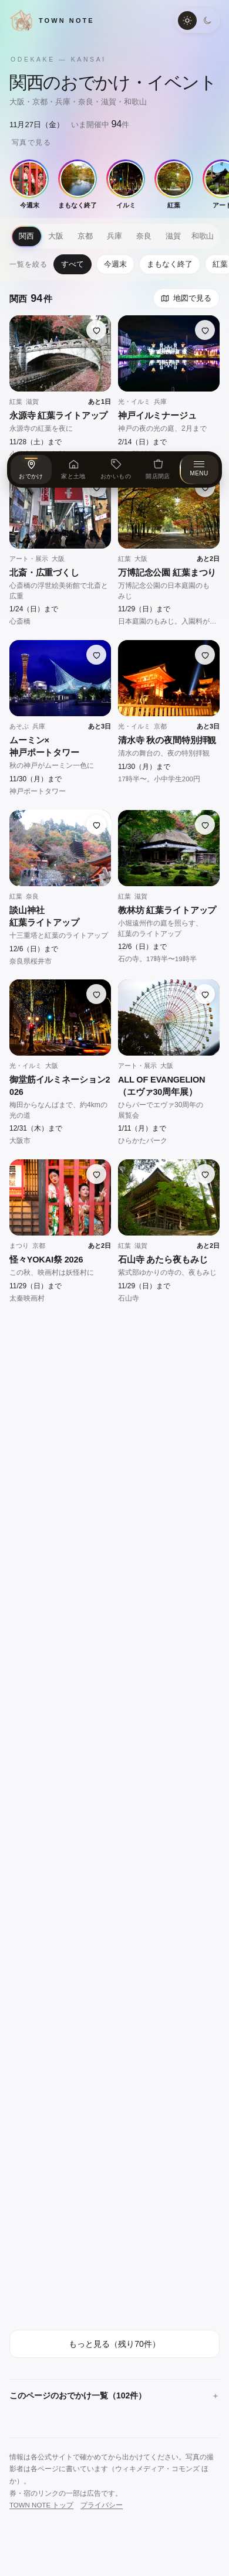 TOWN NOTE
ODEKAKE — KANSAI
関西のおでかけ・イベント
大阪・京都・兵庫・奈良・滋賀・和歌山
11月27日（金） いま開催中 94件
写真で見る
今週末 まもなく終了 イルミ 紅葉 アート
関西 大阪 京都 兵庫 奈良 滋賀 和歌山
一覧を絞る すべて 今週末 まもなく終了 紅葉
関西 94件 地図で見る
紅葉 滋賀 あと1日
永源寺 紅葉ライトアップ
永源寺の紅葉を夜に
11/28（土）まで
光・イルミ 兵庫
神戸イルミナージュ
神戸の夜の光の庭、2月まで
2/14（日）まで
おでかけ 家と土地 おかいもの 開店閉店 MENU
アート・展示 大阪
北斎・広重づくし
心斎橋の浮世絵美術館で北斎と
広重
11/24（日）まで
心斎橋
紅葉 大阪 あと2日
万博記念公園 紅葉まつり
万博記念公園の日本庭園のも
みじ
11/29（日）まで
日本庭園のもみじ。入園料が…
あそぶ 兵庫 あと3日
ムーミン×
神戸ポートタワー
秋の神戸がムーミン一色に
11/30（月）まで
神戸ポートタワー
光・イルミ 京都 あと3日
清水寺 秋の夜間特別拝観
清水の舞台の、夜の特別拝観
11/30（月）まで
17時半〜。小中学生200円
紅葉 奈良
談山神社
紅葉ライトアップ
十三重塔と紅葉のライトアップ
12/6（日）まで
奈良県桜井市
紅葉 滋賀
教林坊 紅葉ライトアップ
小堀遠州作の庭を照らす、
紅葉のライトアップ
12/6（日）まで
石の寺。17時半〜19時半
光・イルミ 大阪
御堂筋イルミネーション2
026
梅田からなんばまで、約4kmの
光の道
12/31（木）まで
大阪市
アート・展示 大阪
ALL OF EVANGELION
（エヴァ30周年展）
ひらパーでエヴァ30周年の
展覧会
1/11（月）まで
ひらかたパーク
まつり 京都 あと2日
怪々YOKAI祭 2026
この秋、映画村は妖怪村に
11/29（日）まで
太秦映画村
紅葉 滋賀 あと2日
石山寺 あたら夜もみじ
紫式部ゆかりの寺の、夜もみじ
11/29（日）まで
石山寺
もっと見る（残り70件）
このページのおでかけ一覧（102件） +
情報は各公式サイトで確かめてから出かけてください。写真の撮
影者は各ページに書いています（ウィキメディア・コモンズ ほ
か）。
券・宿のリンクの一部は広告です。
TOWN NOTE トップ プライバシー